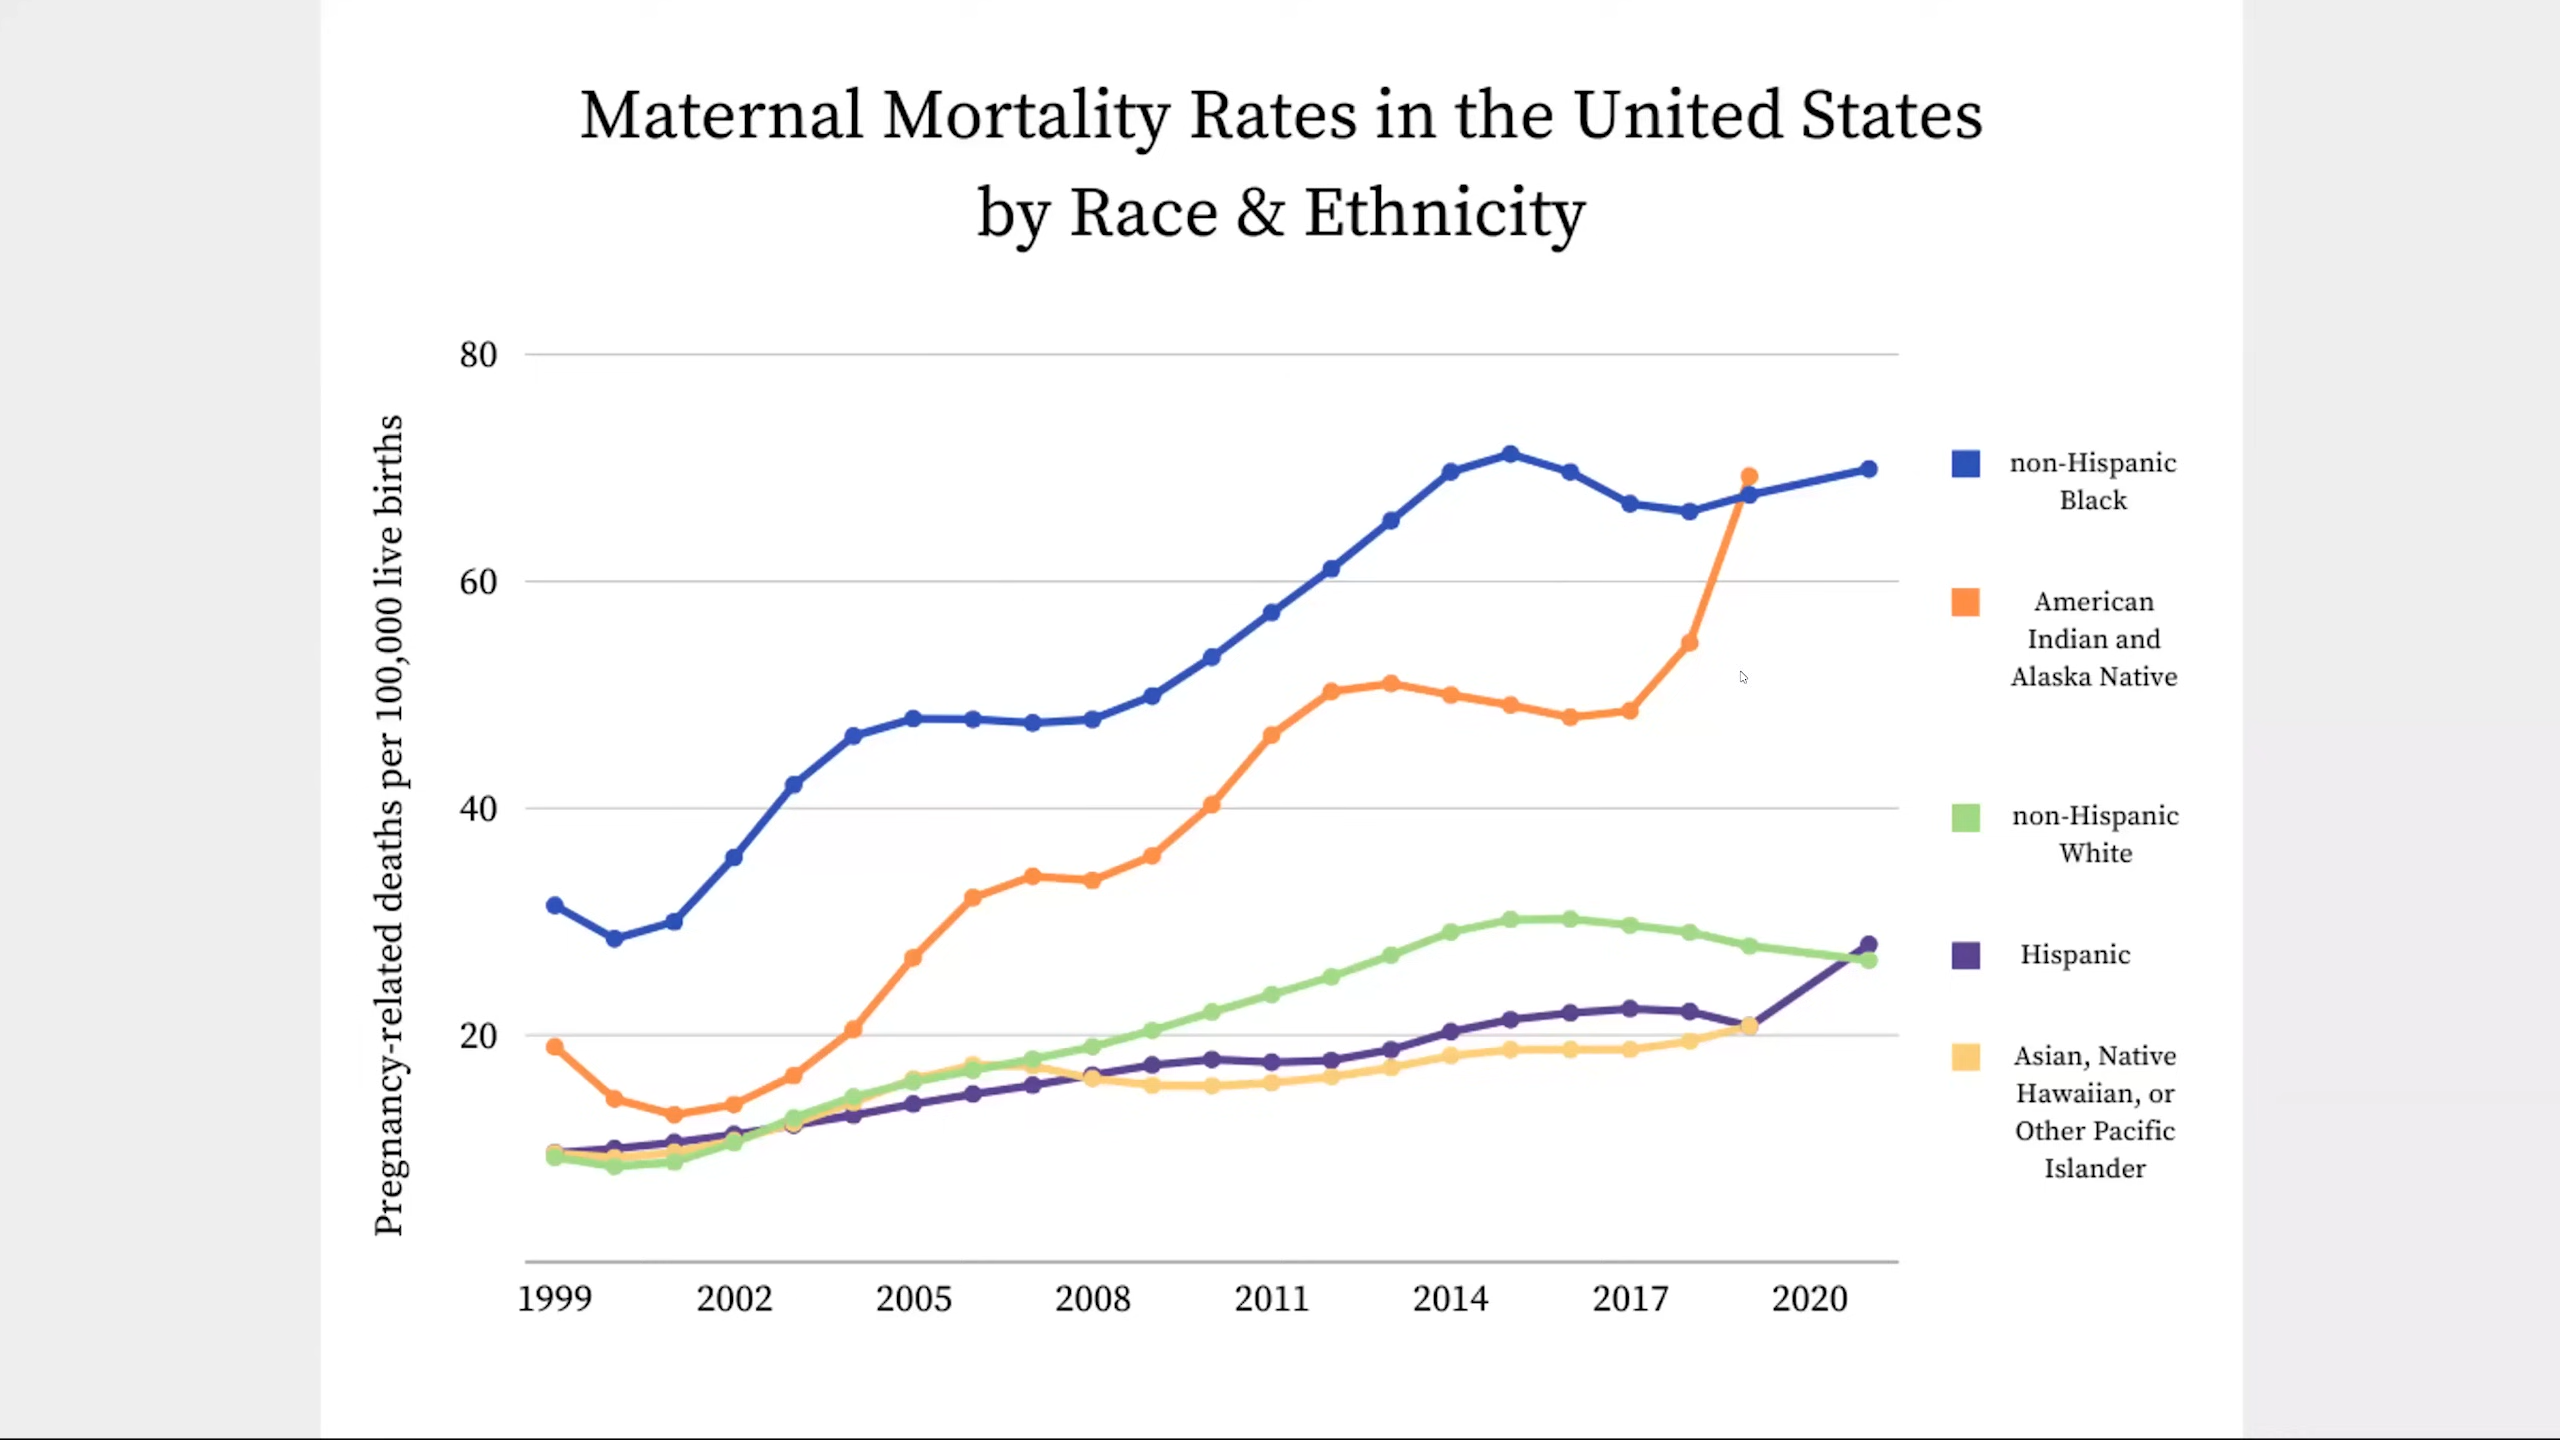 Maternal Mortality Rates in the United States
by Race & Ethnicity
Pregnancy-related deaths per 100,000 live births
80
60
40
20
1999
2002
2005
2008
2011
2014
2017
2020
non-Hispanic
Black
American
Indian and
Alaska Native
non-Hispanic
White
Hispanic
Asian, Native
Hawaiian, or
Other Pacific
Islander